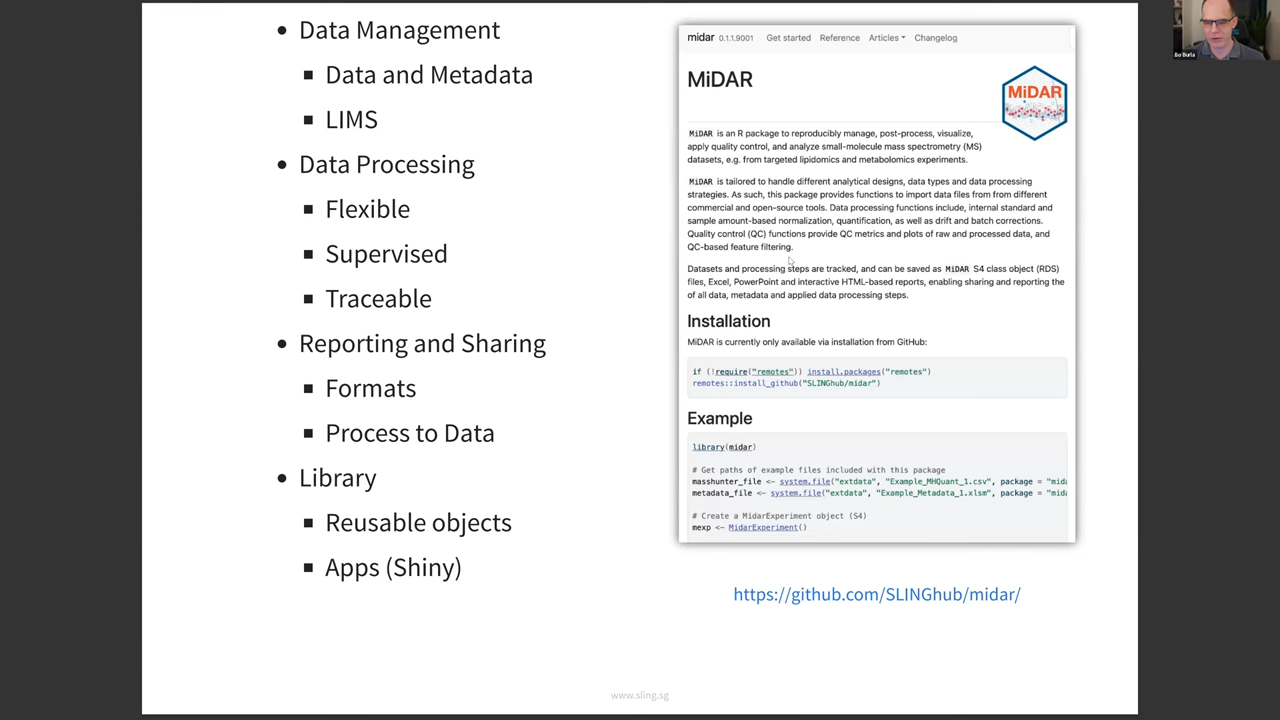 Data Management
Data and Metadata
LIMS
Data Processing
Flexible
Supervised
Traceable
Reporting and Sharing
Formats
Process to Data
Library
Reusable objects
Apps (Shiny)
midar 0.1.1.9001 Get started Reference Articles Changelog
MiDAR
MiDAR
MiDAR is an R package to reproducibly manage, post-process, visualize,
apply quality control, and analyze small-molecule mass spectrometry (MS)
datasets, e.g. from targeted lipidomics and metabolomics experiments.
MiDAR is tailored to handle different analytical designs, data types and data processing
strategies. As such, this package provides functions to import data files from from different
commercial and open-source tools. Data processing functions include, internal standard and
sample amount-based normalization, quantification, as well as drift and batch corrections.
Quality control (QC) functions provide QC metrics and plots of raw and processed data, and
QC-based feature filtering.
Datasets and processing steps are tracked, and can be saved as MiDAR S4 class object (RDS)
files, Excel, PowerPoint and interactive HTML-based reports, enabling sharing and reporting the
of all data, metadata and applied data processing steps.
Installation
MiDAR is currently only available via installation from GitHub:
if (!require("remotes")) install.packages("remotes")
remotes::install_github("SLINGhub/midar")
Example
library(midar)
# Get paths of example files included with this package
masshunter_file <- system.file("extdata", "Example_MHQuant_1.csv", package = "mida
metadata_file <- system.file("extdata", "Example_Metadata_1.xlsm", package = "mida
# Create a MidarExperiment object (S4)
mexp <- MidarExperiment()
https://github.com/SLINGhub/midar/
www.sling.sg
Bo Burla